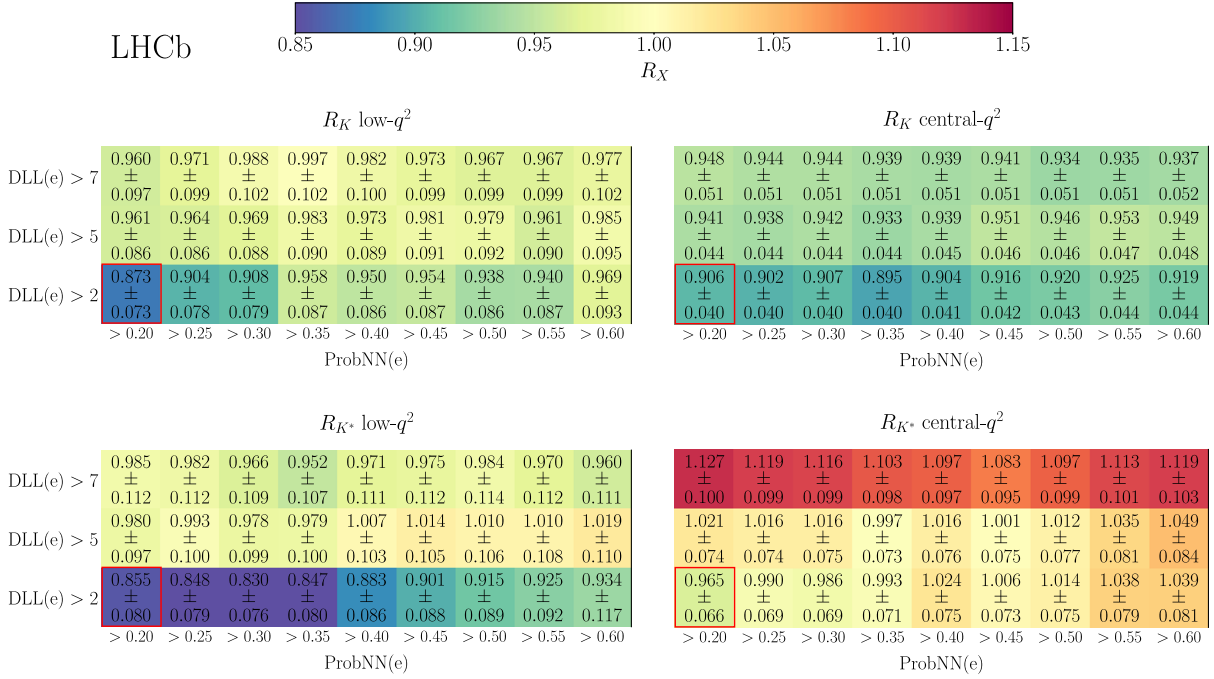 LHCb
0.85 0.90 0.95 1.00 1.05 1.10 1.15
R_X
R_K low-q²
DLL(e) > 7
0.960 0.971 0.988 0.997 0.982 0.973 0.967 0.967 0.977
± ± ± ± ± ± ± ± ±
0.097 0.099 0.102 0.102 0.100 0.099 0.099 0.099 0.102
DLL(e) > 5
0.961 0.964 0.969 0.983 0.973 0.981 0.979 0.961 0.985
± ± ± ± ± ± ± ± ±
0.086 0.086 0.088 0.090 0.089 0.091 0.092 0.090 0.095
DLL(e) > 2
0.873 0.904 0.908 0.958 0.950 0.954 0.938 0.940 0.969
± ± ± ± ± ± ± ± ±
0.073 0.078 0.079 0.087 0.086 0.087 0.086 0.087 0.093
> 0.20 > 0.25 > 0.30 > 0.35 > 0.40 > 0.45 > 0.50 > 0.55 > 0.60
ProbNN(e)
R_K central-q²
0.948 0.944 0.944 0.939 0.939 0.941 0.934 0.935 0.937
± ± ± ± ± ± ± ± ±
0.051 0.051 0.051 0.051 0.051 0.051 0.051 0.051 0.052
0.941 0.938 0.942 0.933 0.939 0.951 0.946 0.953 0.949
± ± ± ± ± ± ± ± ±
0.044 0.044 0.044 0.044 0.045 0.046 0.046 0.047 0.048
0.906 0.902 0.907 0.895 0.904 0.916 0.920 0.925 0.919
± ± ± ± ± ± ± ± ±
0.040 0.040 0.040 0.040 0.041 0.042 0.043 0.044 0.044
> 0.20 > 0.25 > 0.30 > 0.35 > 0.40 > 0.45 > 0.50 > 0.55 > 0.60
ProbNN(e)
R_K* low-q²
DLL(e) > 7
0.985 0.982 0.966 0.952 0.971 0.975 0.984 0.970 0.960
± ± ± ± ± ± ± ± ±
0.112 0.112 0.109 0.107 0.111 0.112 0.114 0.112 0.111
DLL(e) > 5
0.980 0.993 0.978 0.979 1.007 1.014 1.010 1.010 1.019
± ± ± ± ± ± ± ± ±
0.097 0.100 0.099 0.100 0.103 0.105 0.106 0.108 0.110
DLL(e) > 2
0.855 0.848 0.830 0.847 0.883 0.901 0.915 0.925 0.934
± ± ± ± ± ± ± ± ±
0.080 0.079 0.076 0.080 0.086 0.088 0.089 0.092 0.117
> 0.20 > 0.25 > 0.30 > 0.35 > 0.40 > 0.45 > 0.50 > 0.55 > 0.60
ProbNN(e)
R_K* central-q²
1.127 1.119 1.116 1.103 1.097 1.083 1.097 1.113 1.119
± ± ± ± ± ± ± ± ±
0.100 0.099 0.099 0.098 0.097 0.095 0.099 0.101 0.103
1.021 1.016 1.016 0.997 1.016 1.001 1.012 1.035 1.049
± ± ± ± ± ± ± ± ±
0.074 0.074 0.075 0.073 0.076 0.075 0.077 0.081 0.084
0.965 0.990 0.986 0.993 1.024 1.006 1.014 1.038 1.039
± ± ± ± ± ± ± ± ±
0.066 0.069 0.069 0.071 0.075 0.073 0.075 0.079 0.081
> 0.20 > 0.25 > 0.30 > 0.35 > 0.40 > 0.45 > 0.50 > 0.55 > 0.60
ProbNN(e)